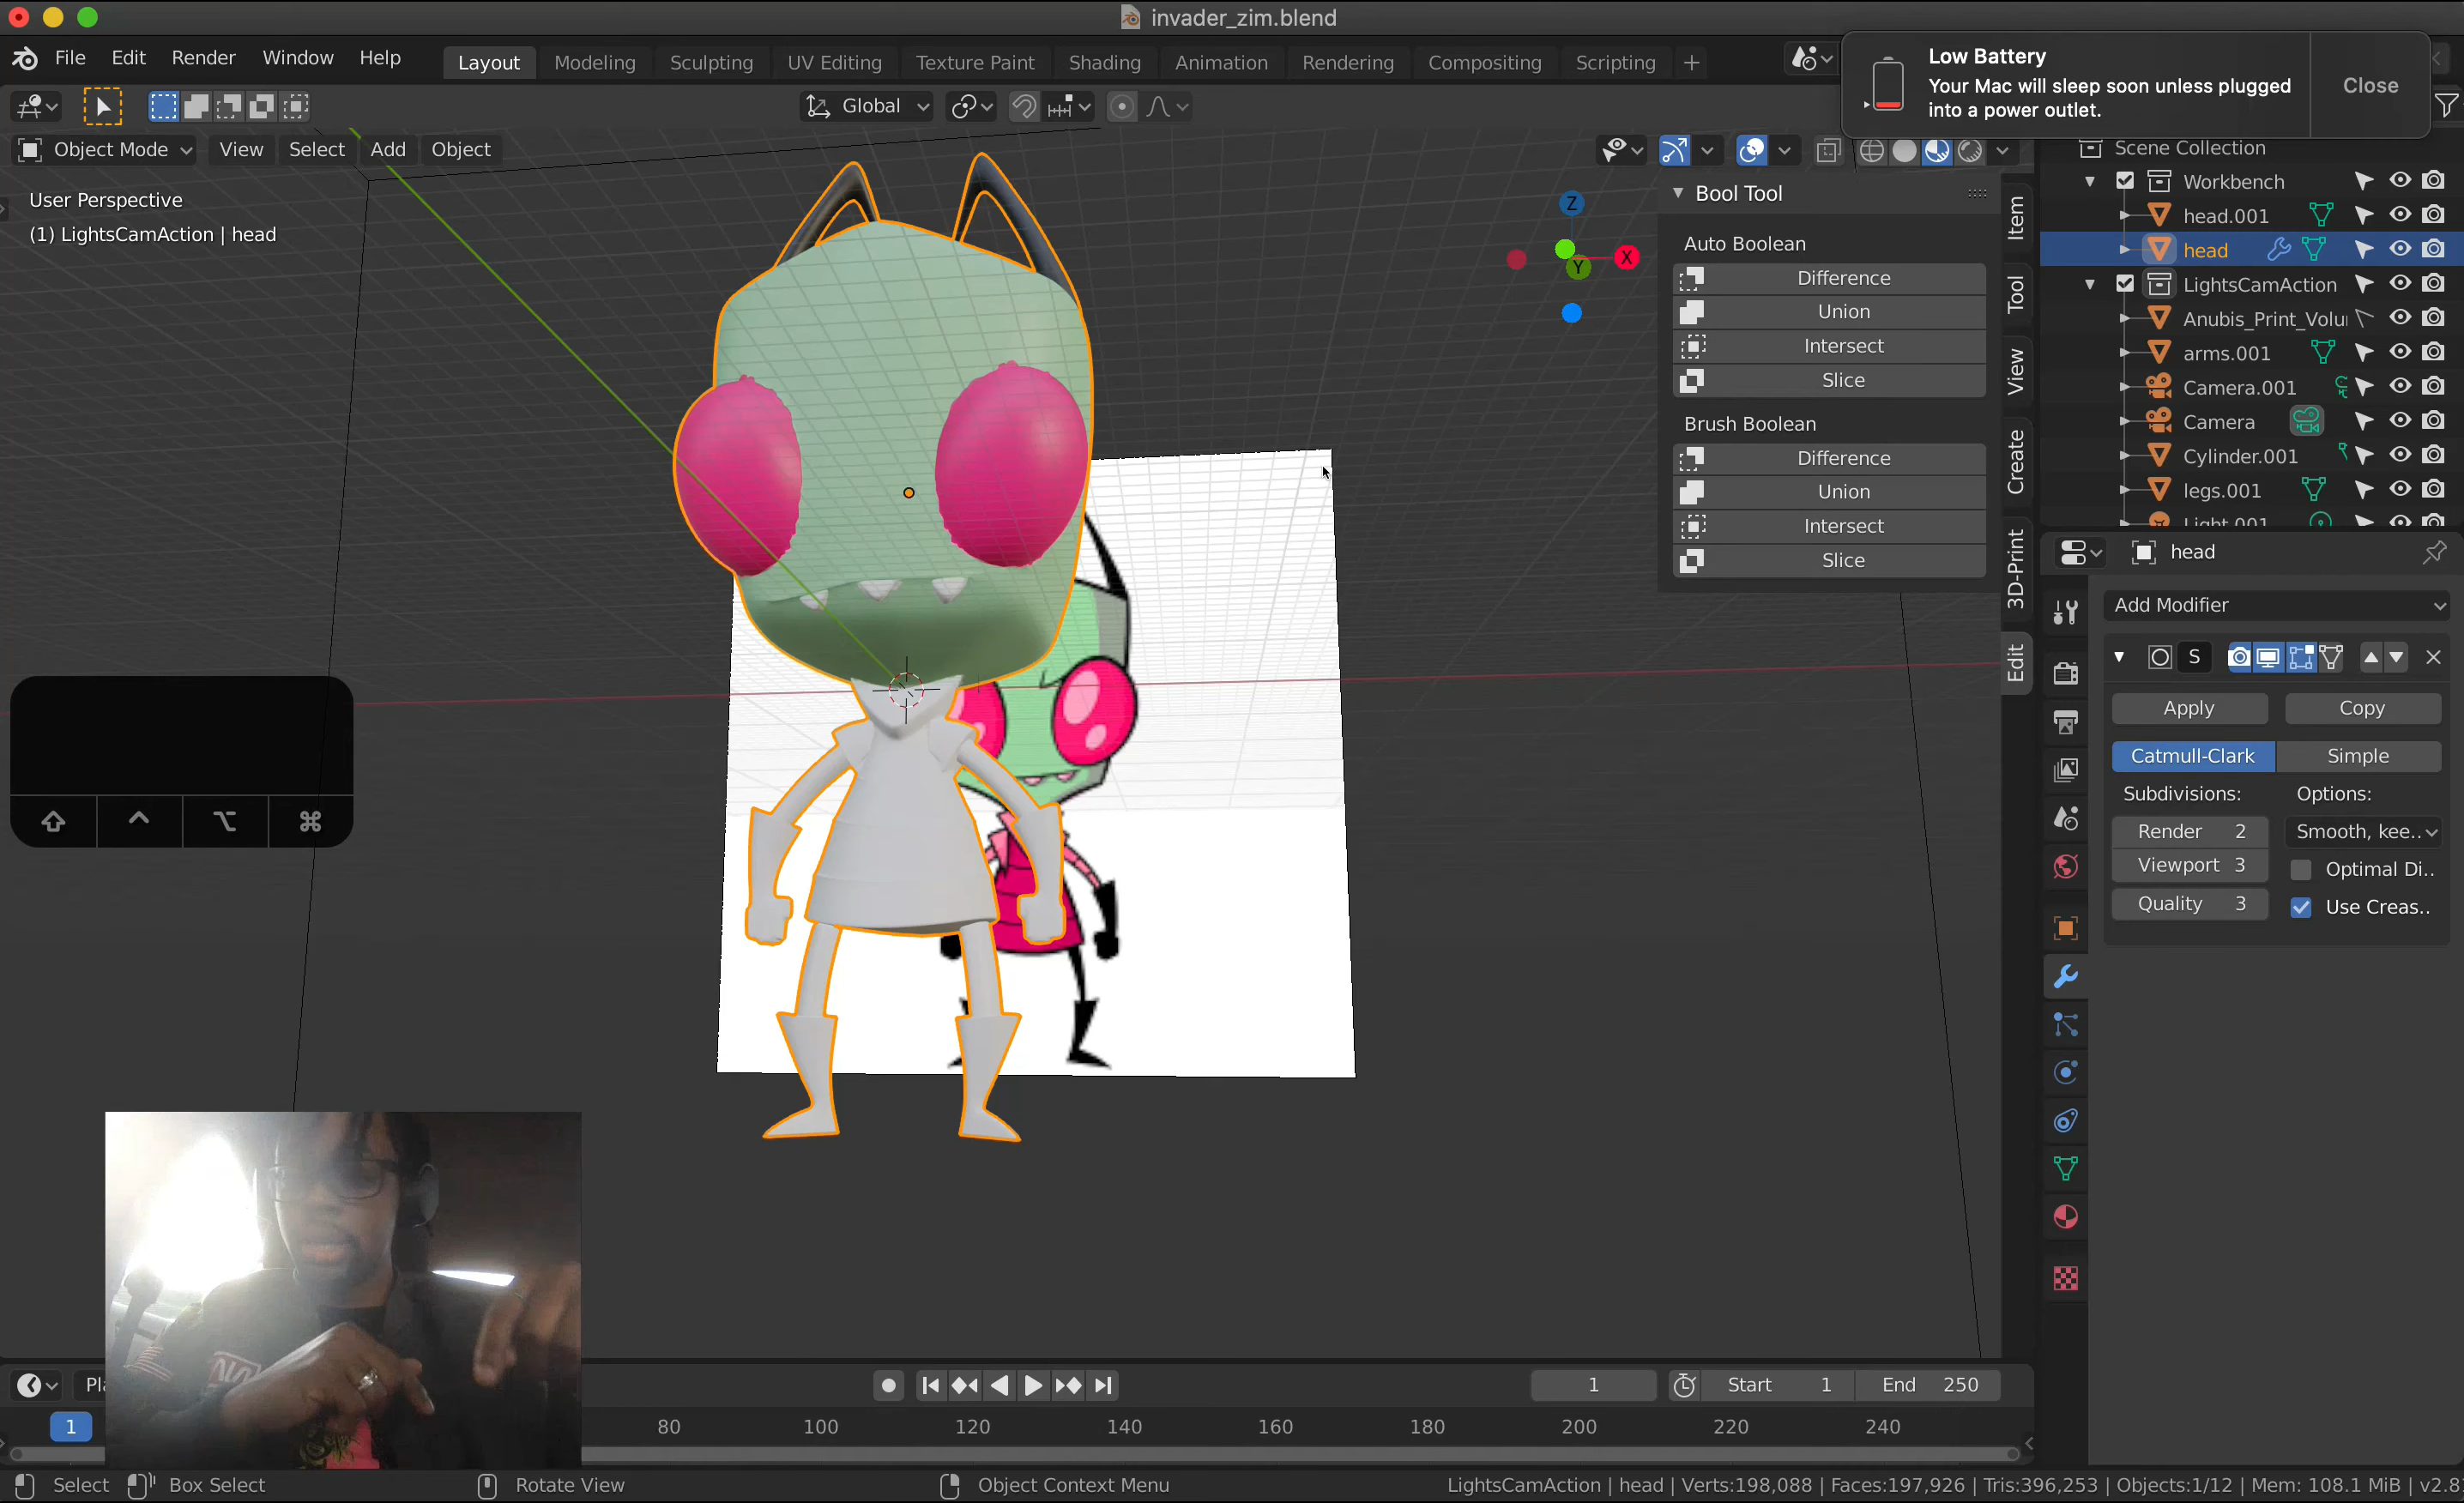 invader_zim.blend
File Edit Render Window Help
Layout Modeling Sculpting UV Editing Texture Paint Shading Animation Rendering Compositing Scripting +
Low Battery
Your Mac will sleep soon unless plugged
into a power outlet.
Close
Global
Object Mode View Select Add Object
User Perspective
(1) LightsCamAction | head
Z
X
Y
Bool Tool
Auto Boolean
Difference
Union
Intersect
Slice
Brush Boolean
Difference
Union
Intersect
Slice
Item
Tool
View
Create
3D-Print
Edit
Scene Collection
Workbench
head.001
head
LightsCamAction
Anubis_Print_Volu
arms.001
Camera.001
Camera
Cylinder.001
legs.001
Light.001
head
Add Modifier
S
Apply Copy
Catmull-Clark Simple
Subdivisions: Options:
Render 2 Smooth, kee..
Viewport 3 Optimal Di..
Quality 3 Use Creas..
⇧ ^ ⌥ ⌘
Pla
1 Start 1 End 250
1 80 100 120 140 160 180 200 220 240
Select Box Select Rotate View Object Context Menu LightsCamAction | head | Verts:198,088 | Faces:197,926 | Tris:396,253 | Objects:1/12 | Mem: 108.1 MiB | v2.8